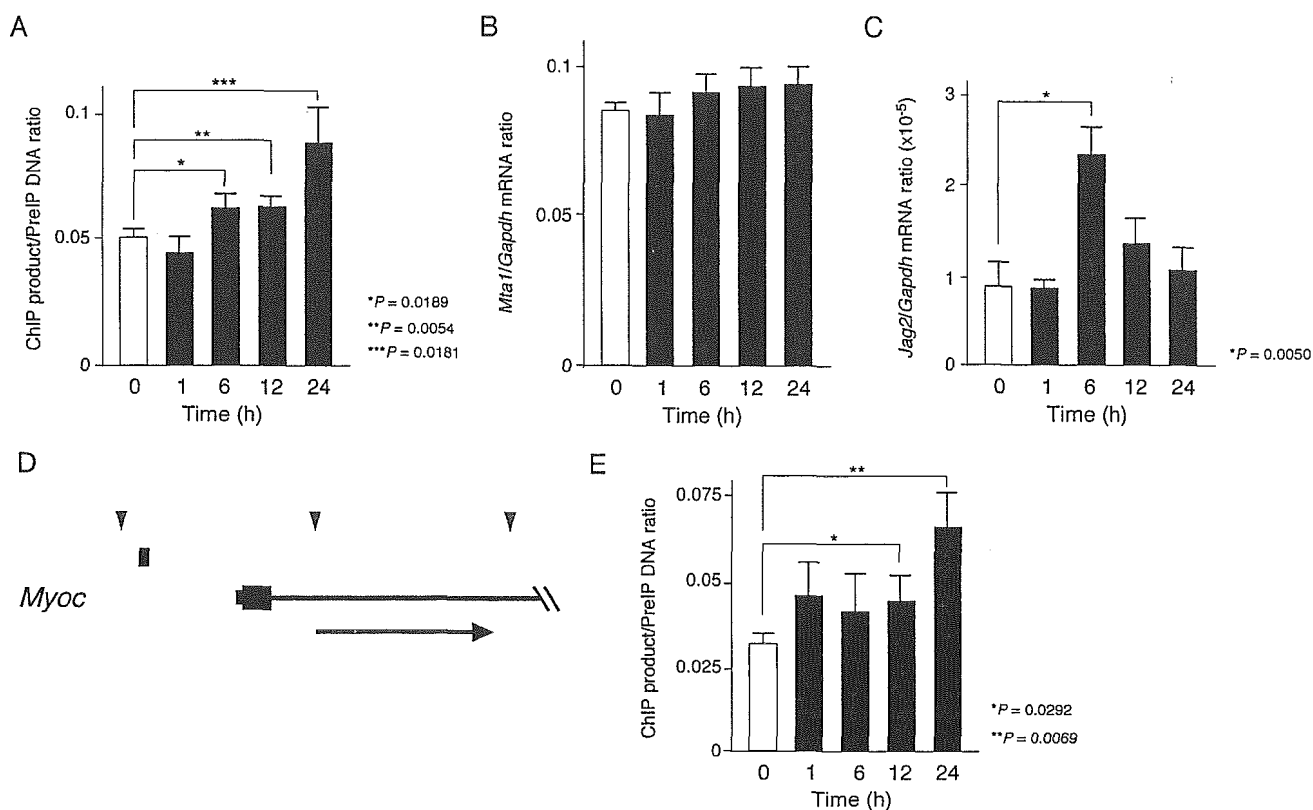 A
ChIP product/PreIP DNA ratio
0.1
0.05
0
***
**
*
0 1 6 12 24
Time (h)
*P = 0.0189
**P = 0.0054
***P = 0.0181
B
Mta1/Gapdh mRNA ratio
0.1
0.05
0
0 1 6 12 24
Time (h)
C
Jag2/Gapdh mRNA ratio (x10-5)
3
2
1
0
*
0 1 6 12 24
Time (h)
*P = 0.0050
D
Myoc
E
ChIP product/PreIP DNA ratio
0.075
0.05
0.025
0
**
*
0 1 6 12 24
Time (h)
*P = 0.0292
**P = 0.0069